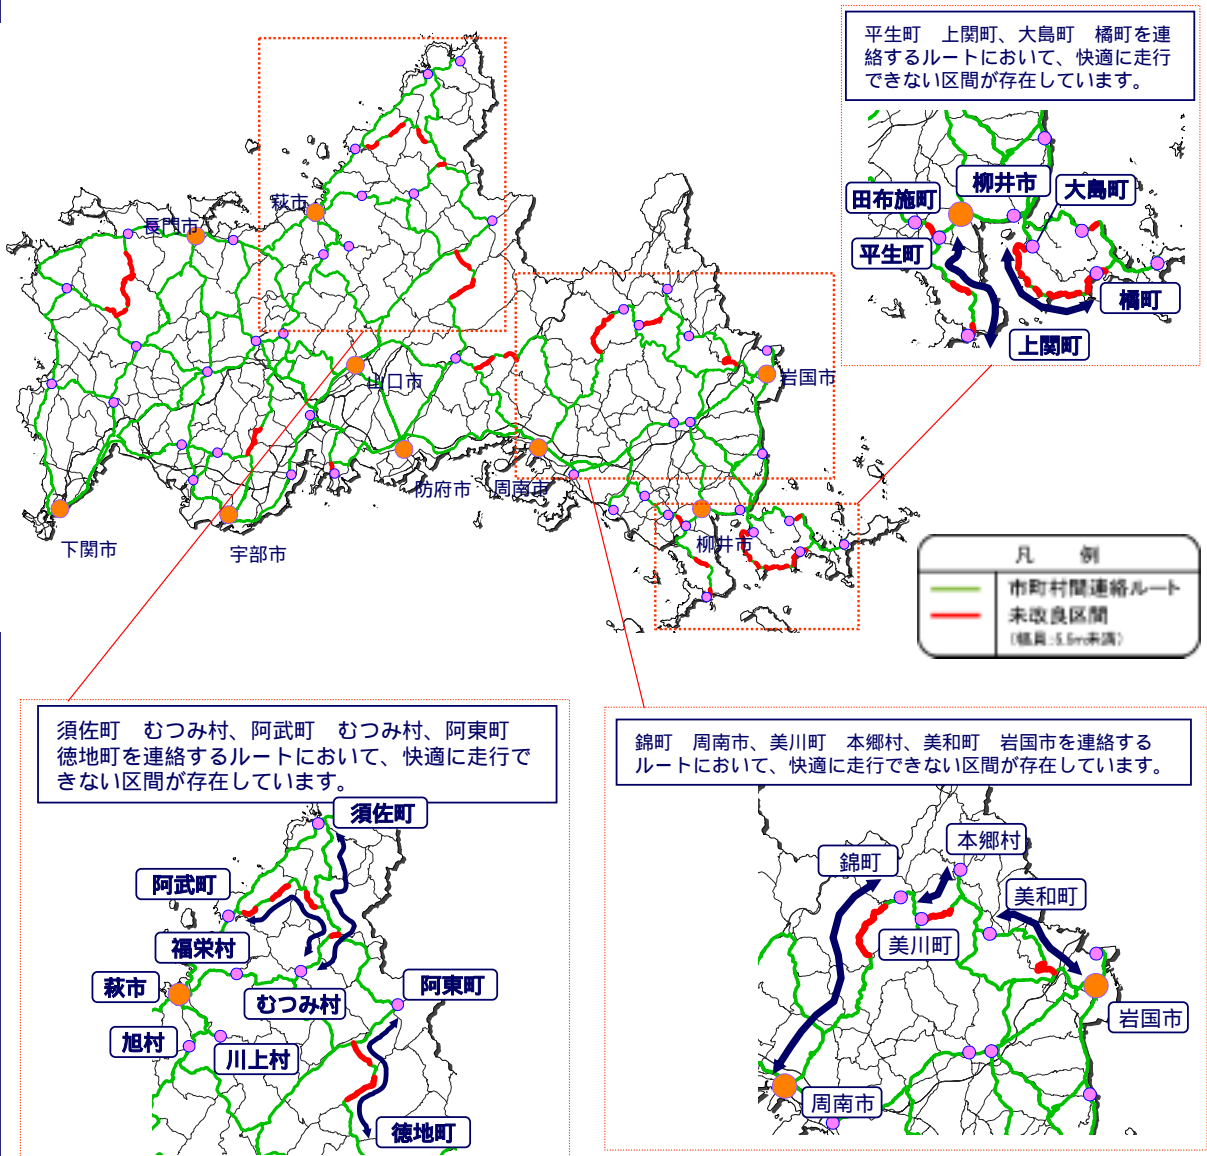 平生町　上関町、大島町　橘町を連
絡するルートにおいて、快適に走行
できない区間が存在しています。
柳井市
大島町
田布施町
平生町
橘町
上関町
萩市
長門市
山口市
岩国市
防府市
周南市
下関市
宇部市
柳井市
凡　例
市町村間連絡ルート
未改良区間
(幅員:5.5m未満)
須佐町　むつみ村、阿武町　むつみ村、阿東町
徳地町を連絡するルートにおいて、快適に走行で
きない区間が存在しています。
須佐町
阿武町
福栄村
萩市
むつみ村
阿東町
旭村
川上村
徳地町
錦町　周南市、美川町　本郷村、美和町　岩国市を連絡する
ルートにおいて、快適に走行できない区間が存在しています。
本郷村
錦町
美和町
美川町
岩国市
周南市